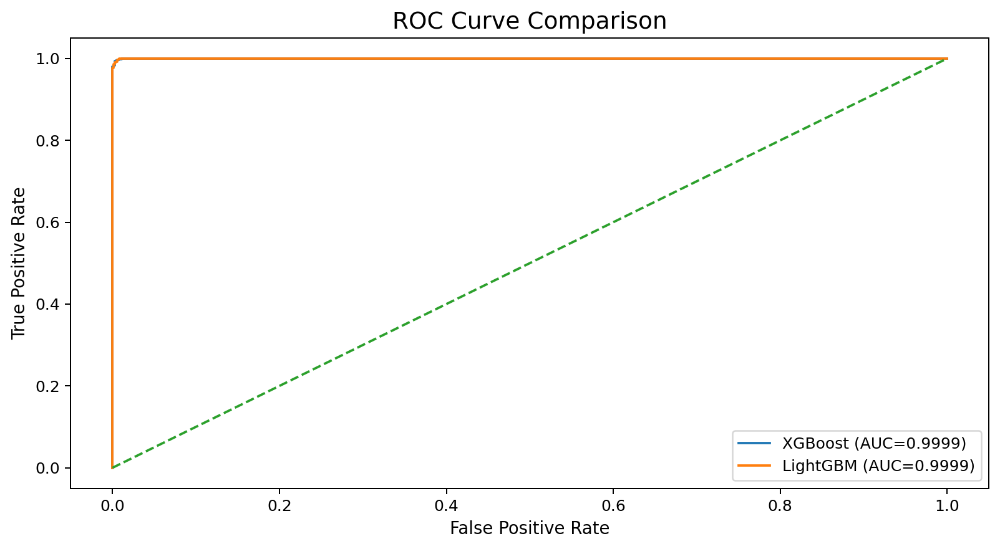 ROC Curve Comparison
1.0
0.8
0.6
0.4
0.2
0.0
True Positive Rate
0.0 0.2 0.4 0.6 0.8 1.0
False Positive Rate
XGBoost (AUC=0.9999)
LightGBM (AUC=0.9999)